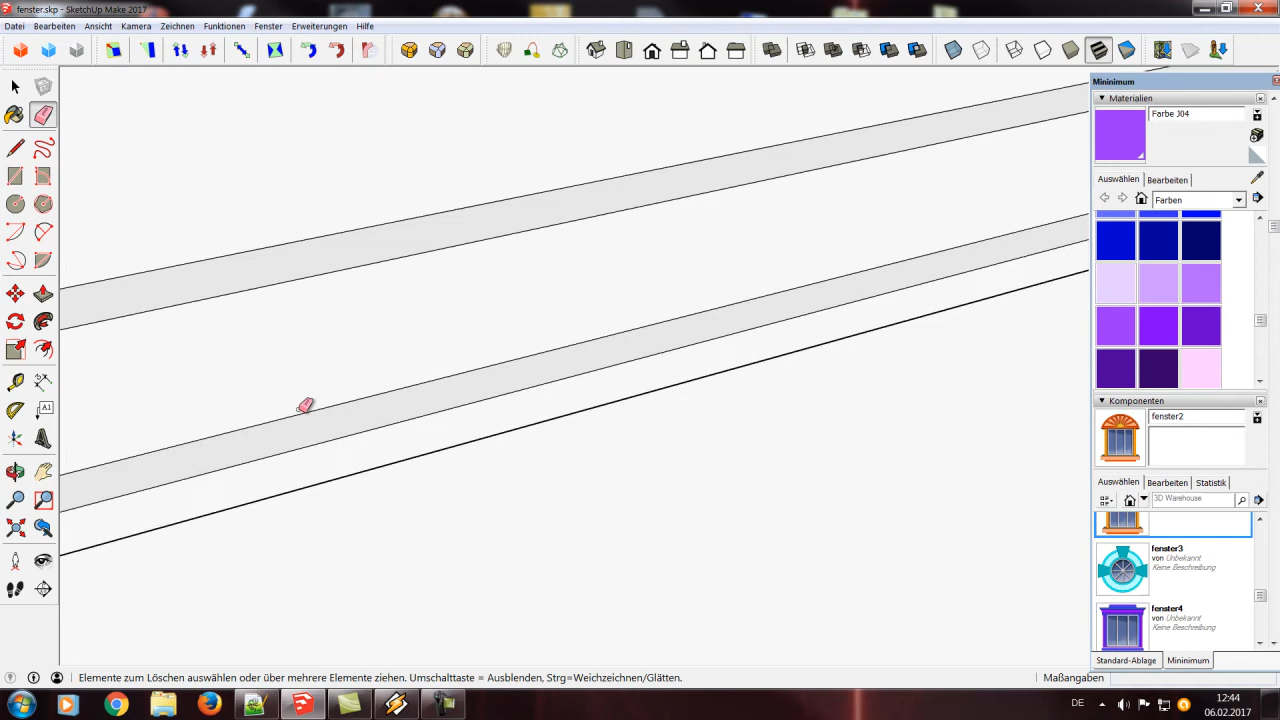 fenster.skp - SketchUp Make 2017
Datei Bearbeiten Ansicht Kamera Zeichnen Funktionen Fenster Erweiterungen Hilfe
Mininimum
Materialien
Farbe J04
Auswählen Bearbeiten
Farben
A1
Komponenten
fenster2
Auswählen Bearbeiten Statistik
3D Warehouse
fenster3
von Unbekannt
Keine Beschreibung
fenster4
von Unbekannt
Keine Beschreibung
Standard-Ablage Mininimum
Elemente zum Löschen auswählen oder über mehrere Elemente ziehen. Umschalttaste = Ausblenden, Strg=Weichzeichnen/Glätten.
Maßangaben
DE
12:44
06.02.2017